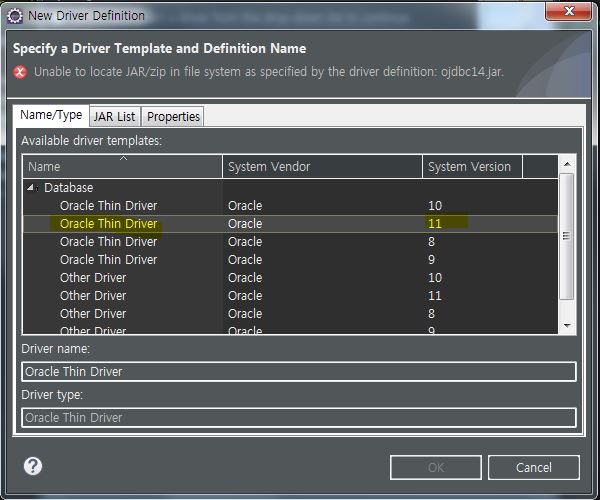 New Driver Definition
Specify a Driver Template and Definition Name
Unable to locate JAR/zip in file system as specified by the driver definition: ojdbc14.jar.
Name/Type JAR List Properties
Available driver templates:
Name System Vendor System Version
Database
Oracle Thin Driver Oracle 10
Oracle Thin Driver Oracle 11
Oracle Thin Driver Oracle 8
Oracle Thin Driver Oracle 9
Other Driver Oracle 10
Other Driver Oracle 11
Other Driver Oracle 8
Other Driver Oracle 9
Driver name:
Oracle Thin Driver
Driver type:
Oracle Thin Driver
OK Cancel